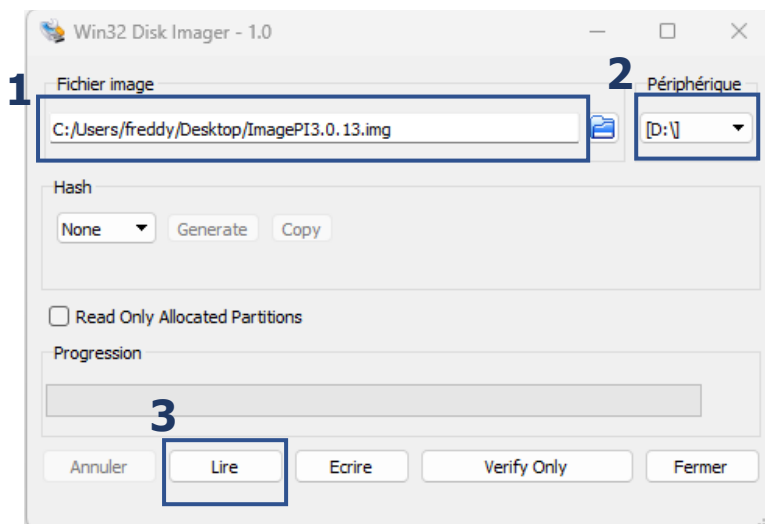 Win32 Disk Imager - 1.0
1
2
Fichier image
Périphérique
C:/Users/freddy/Desktop/ImagePI3.0.13.img
[D:\]
Hash
None
Generate
Copy
Read Only Allocated Partitions
Progression
3
Annuler
Lire
Ecrire
Verify Only
Fermer